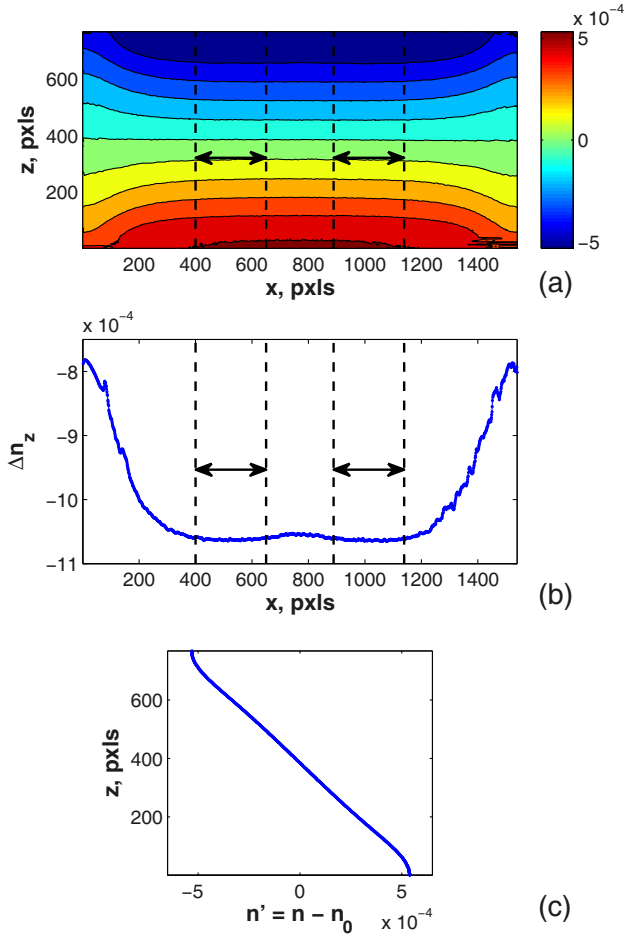 x 10⁻⁴
5
0
−5
z, pxls
600
400
200
200 400 600 800 1000 1200 1400
x, pxls
(a)
x 10⁻⁴
−8
−9
−10
−11
Δn_z
200 400 600 800 1000 1200 1400
x, pxls
(b)
z, pxls
600
400
200
−5 0 5
n' = n − n₀ x 10⁻⁴
(c)